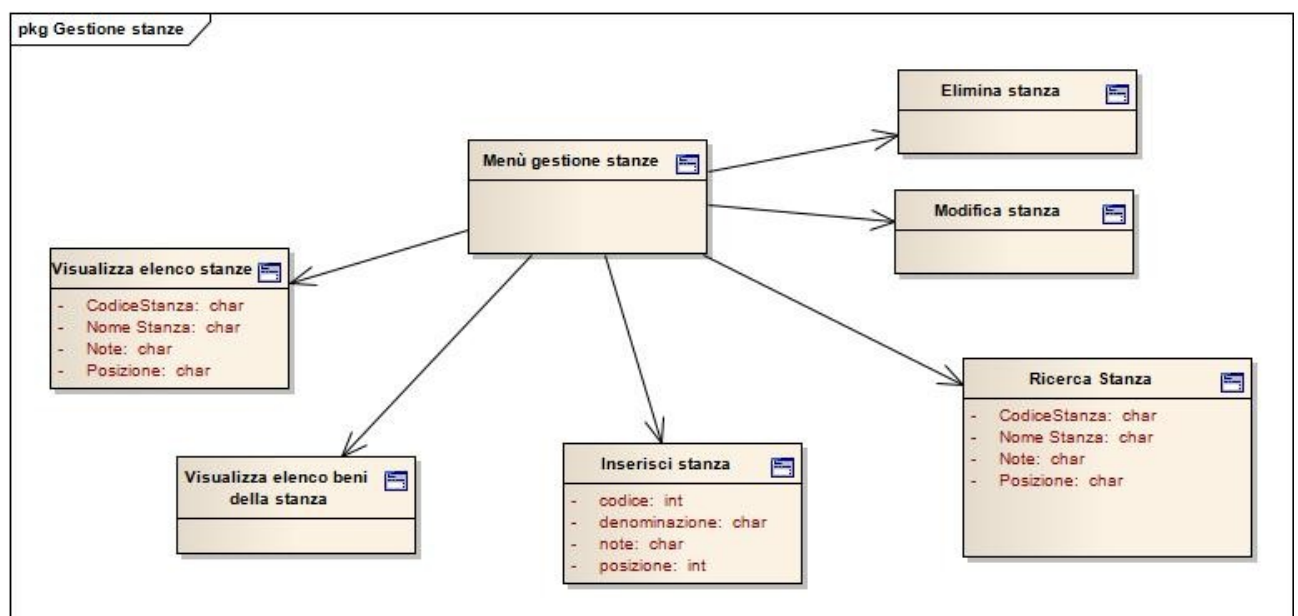 pkg Gestione stanze
Elimina stanza
Menù gestione stanze
Modifica stanza
Visualizza elenco stanze
- CodiceStanza: char
- Nome Stanza: char
- Note: char
- Posizione: char
Ricerca Stanza
- CodiceStanza: char
- Nome Stanza: char
- Note: char
- Posizione: char
Visualizza elenco beni
della stanza
Inserisci stanza
- codice: int
- denominazione: char
- note: char
- posizione: int